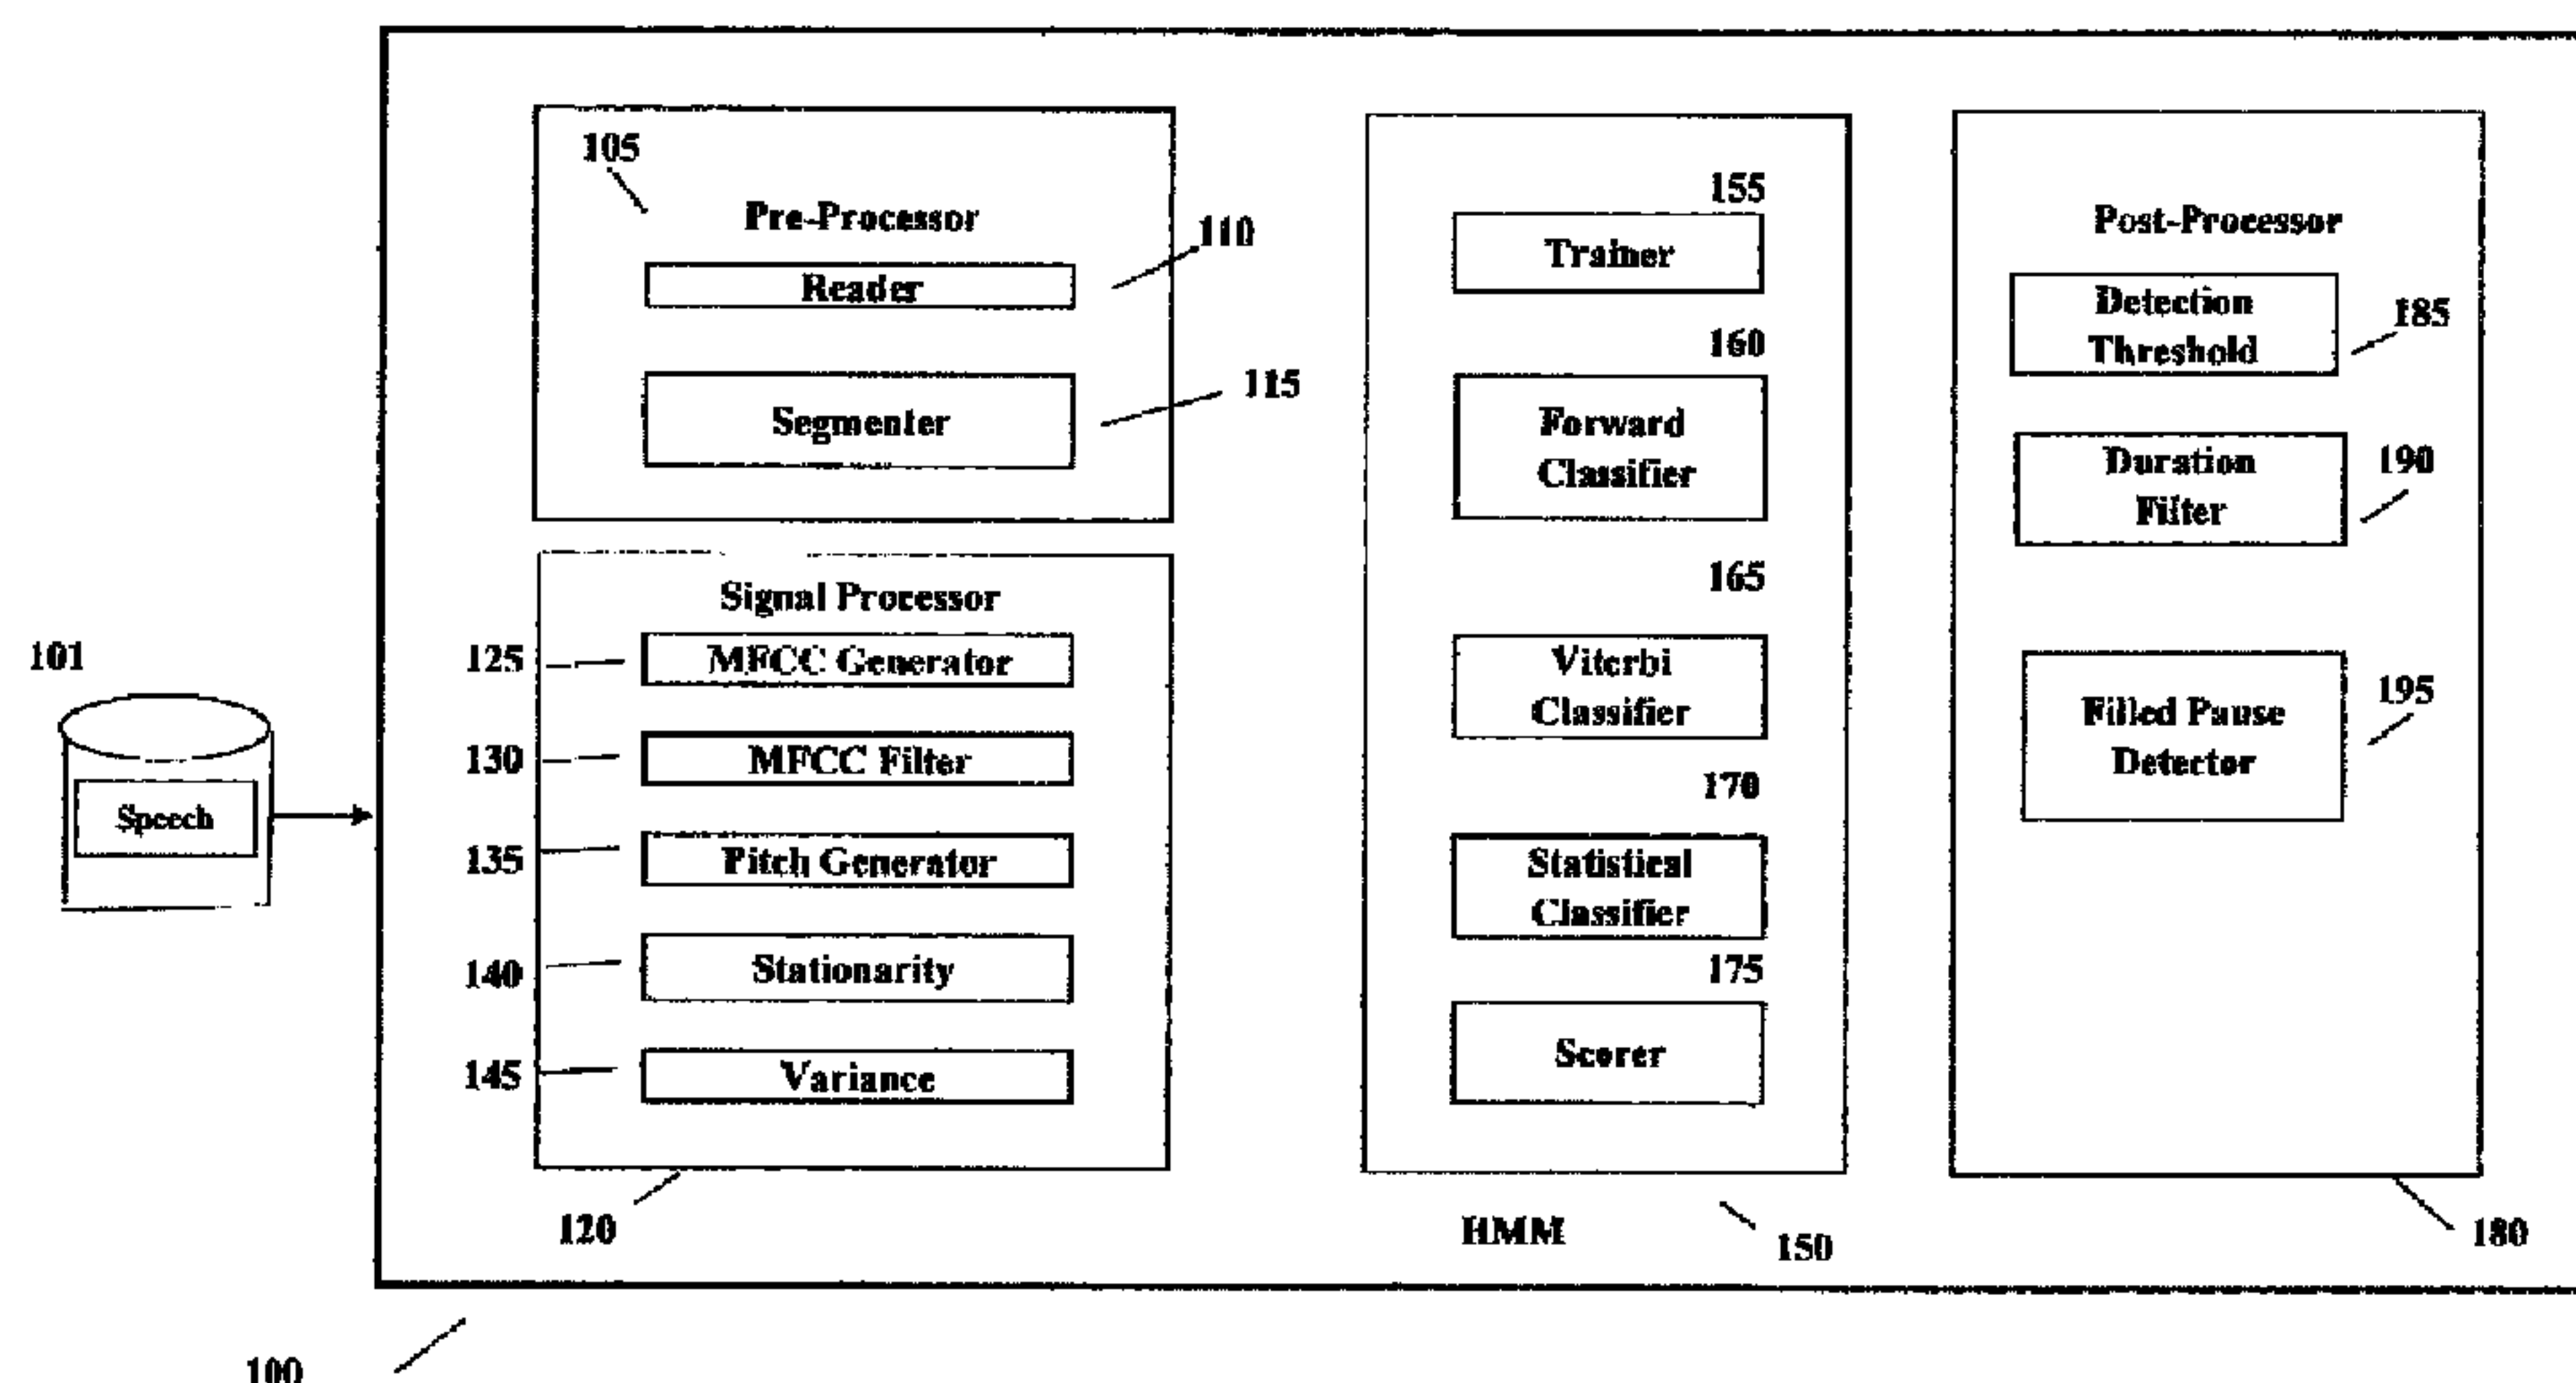 101
Speech
100
105
Pre-Processor
Reader
110
Segmenter
115
Signal Processor
125
MFCC Generator
130
MFCC Filter
135
Pitch Generator
140
Stationarity
145
Variance
120
155
Trainer
160
Forward
Classifier
165
Viterbi
Classifier
170
Statistical
Classifier
175
Scorer
HMM
150
Post-Processor
Detection
Threshold
185
Duration
Filter
190
Filled Pause
Detector
195
180